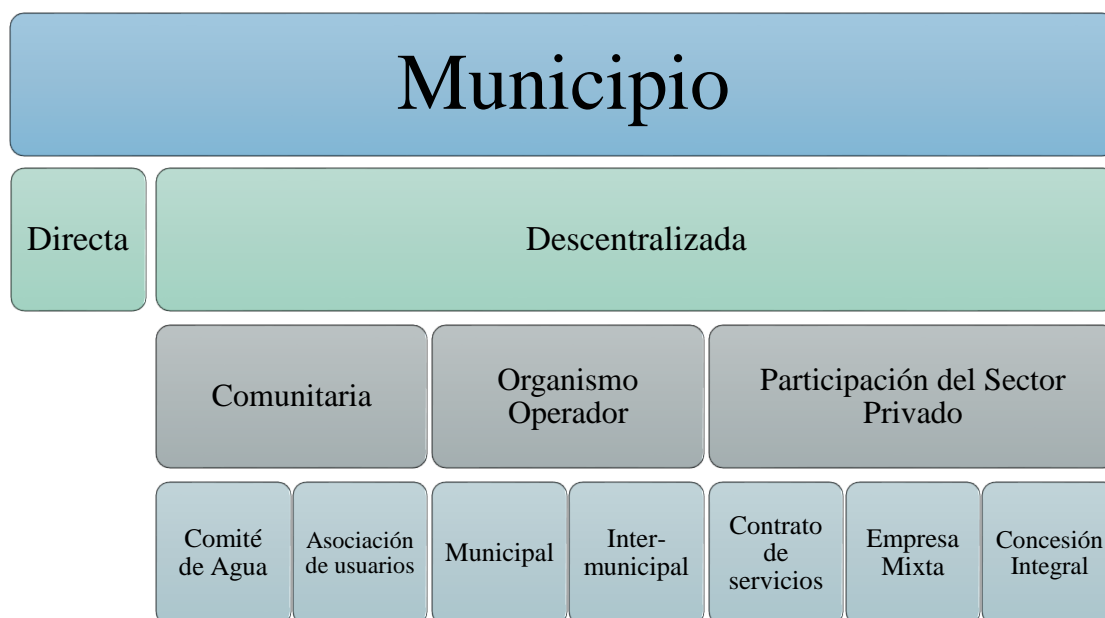 Municipio
Directa
Descentralizada
Comunitaria
Organismo
Operador
Participación del Sector
Privado
Comité
de Agua
Asociación
de usuarios
Municipal
Inter-
municipal
Contrato
de
servicios
Empresa
Mixta
Concesión
Integral